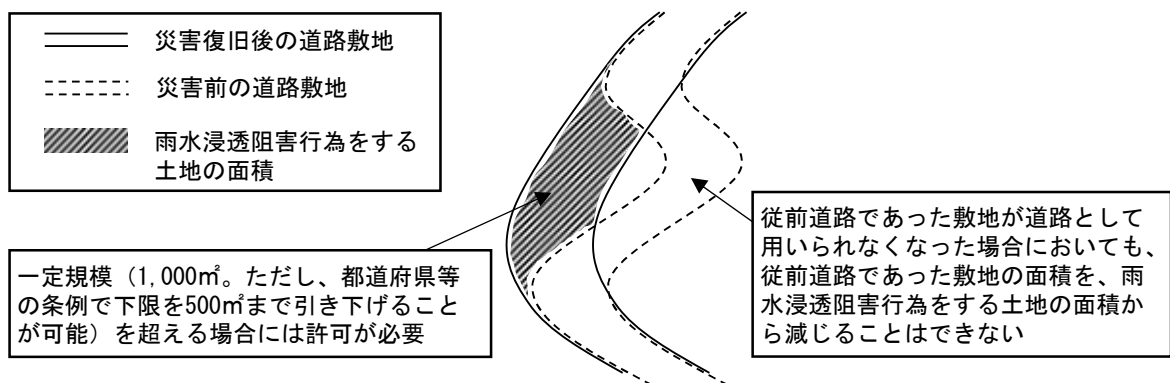 災害復旧後の道路敷地
災害前の道路敷地
雨水浸透阻害行為をする
土地の面積
一定規模（1,000㎡。ただし、都道府県等
の条例で下限を500㎡まで引き下げること
が可能）を超える場合には許可が必要
従前道路であった敷地が道路として
用いられなくなった場合においても、
従前道路であった敷地の面積を、雨
水浸透阻害行為をする土地の面積か
ら減じることはできない